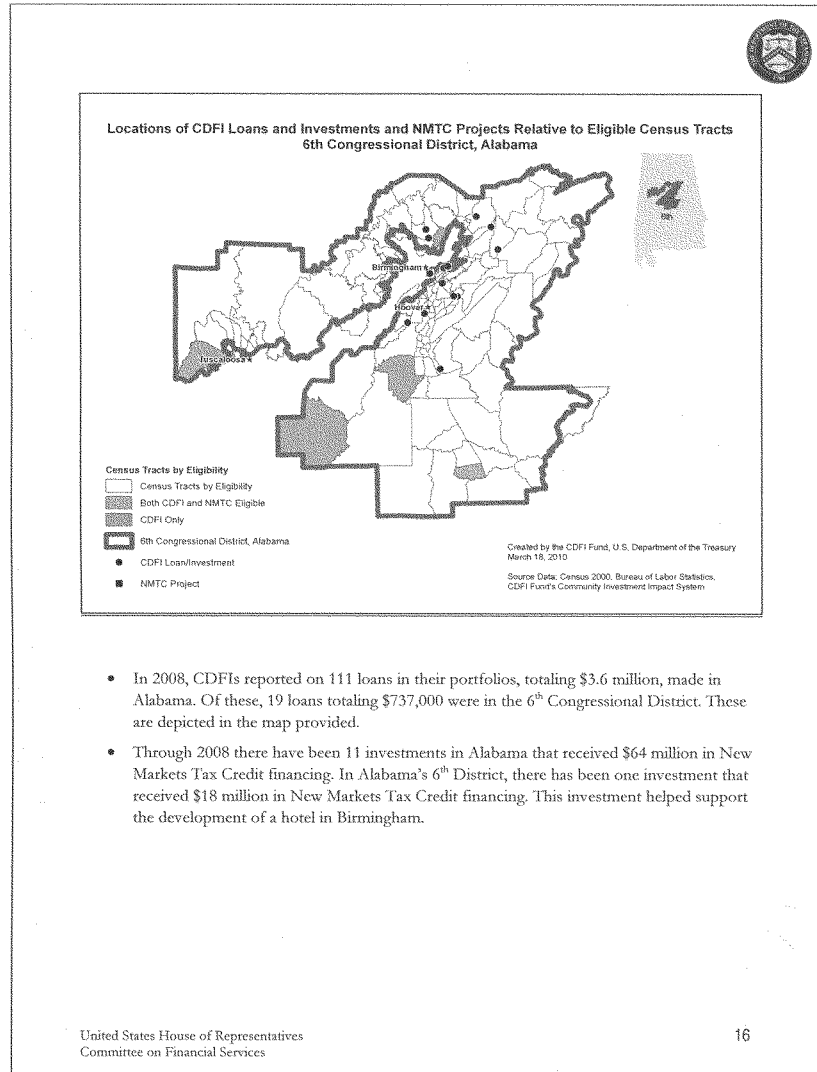 Locations of CDFI Loans and Investments and NMTC Projects Relative to Eligible Census Tracts
6th Congressional District, Alabama
6th
Birmingham
Hoover
Tuscaloosa
Census Tracts by Eligibility
Census Tracts by Eligibility
Both CDFI and NMTC Eligible
CDFI Only
6th Congressional District, Alabama
CDFI Loan/Investment
NMTC Project
Created by the CDFI Fund, U.S. Department of the Treasury
March 18, 2010
Source Data: Census 2000, Bureau of Labor Statistics,
CDFI Fund's Community Investment Impact System
• In 2008, CDFIs reported on 111 loans in their portfolios, totaling $3.6 million, made in
Alabama. Of these, 19 loans totaling $737,000 were in the 6th Congressional District. These
are depicted in the map provided.
• Through 2008 there have been 11 investments in Alabama that received $64 million in New
Markets Tax Credit financing. In Alabama's 6th District, there has been one investment that
received $18 million in New Markets Tax Credit financing. This investment helped support
the development of a hotel in Birmingham.
United States House of Representatives
Committee on Financial Services
16